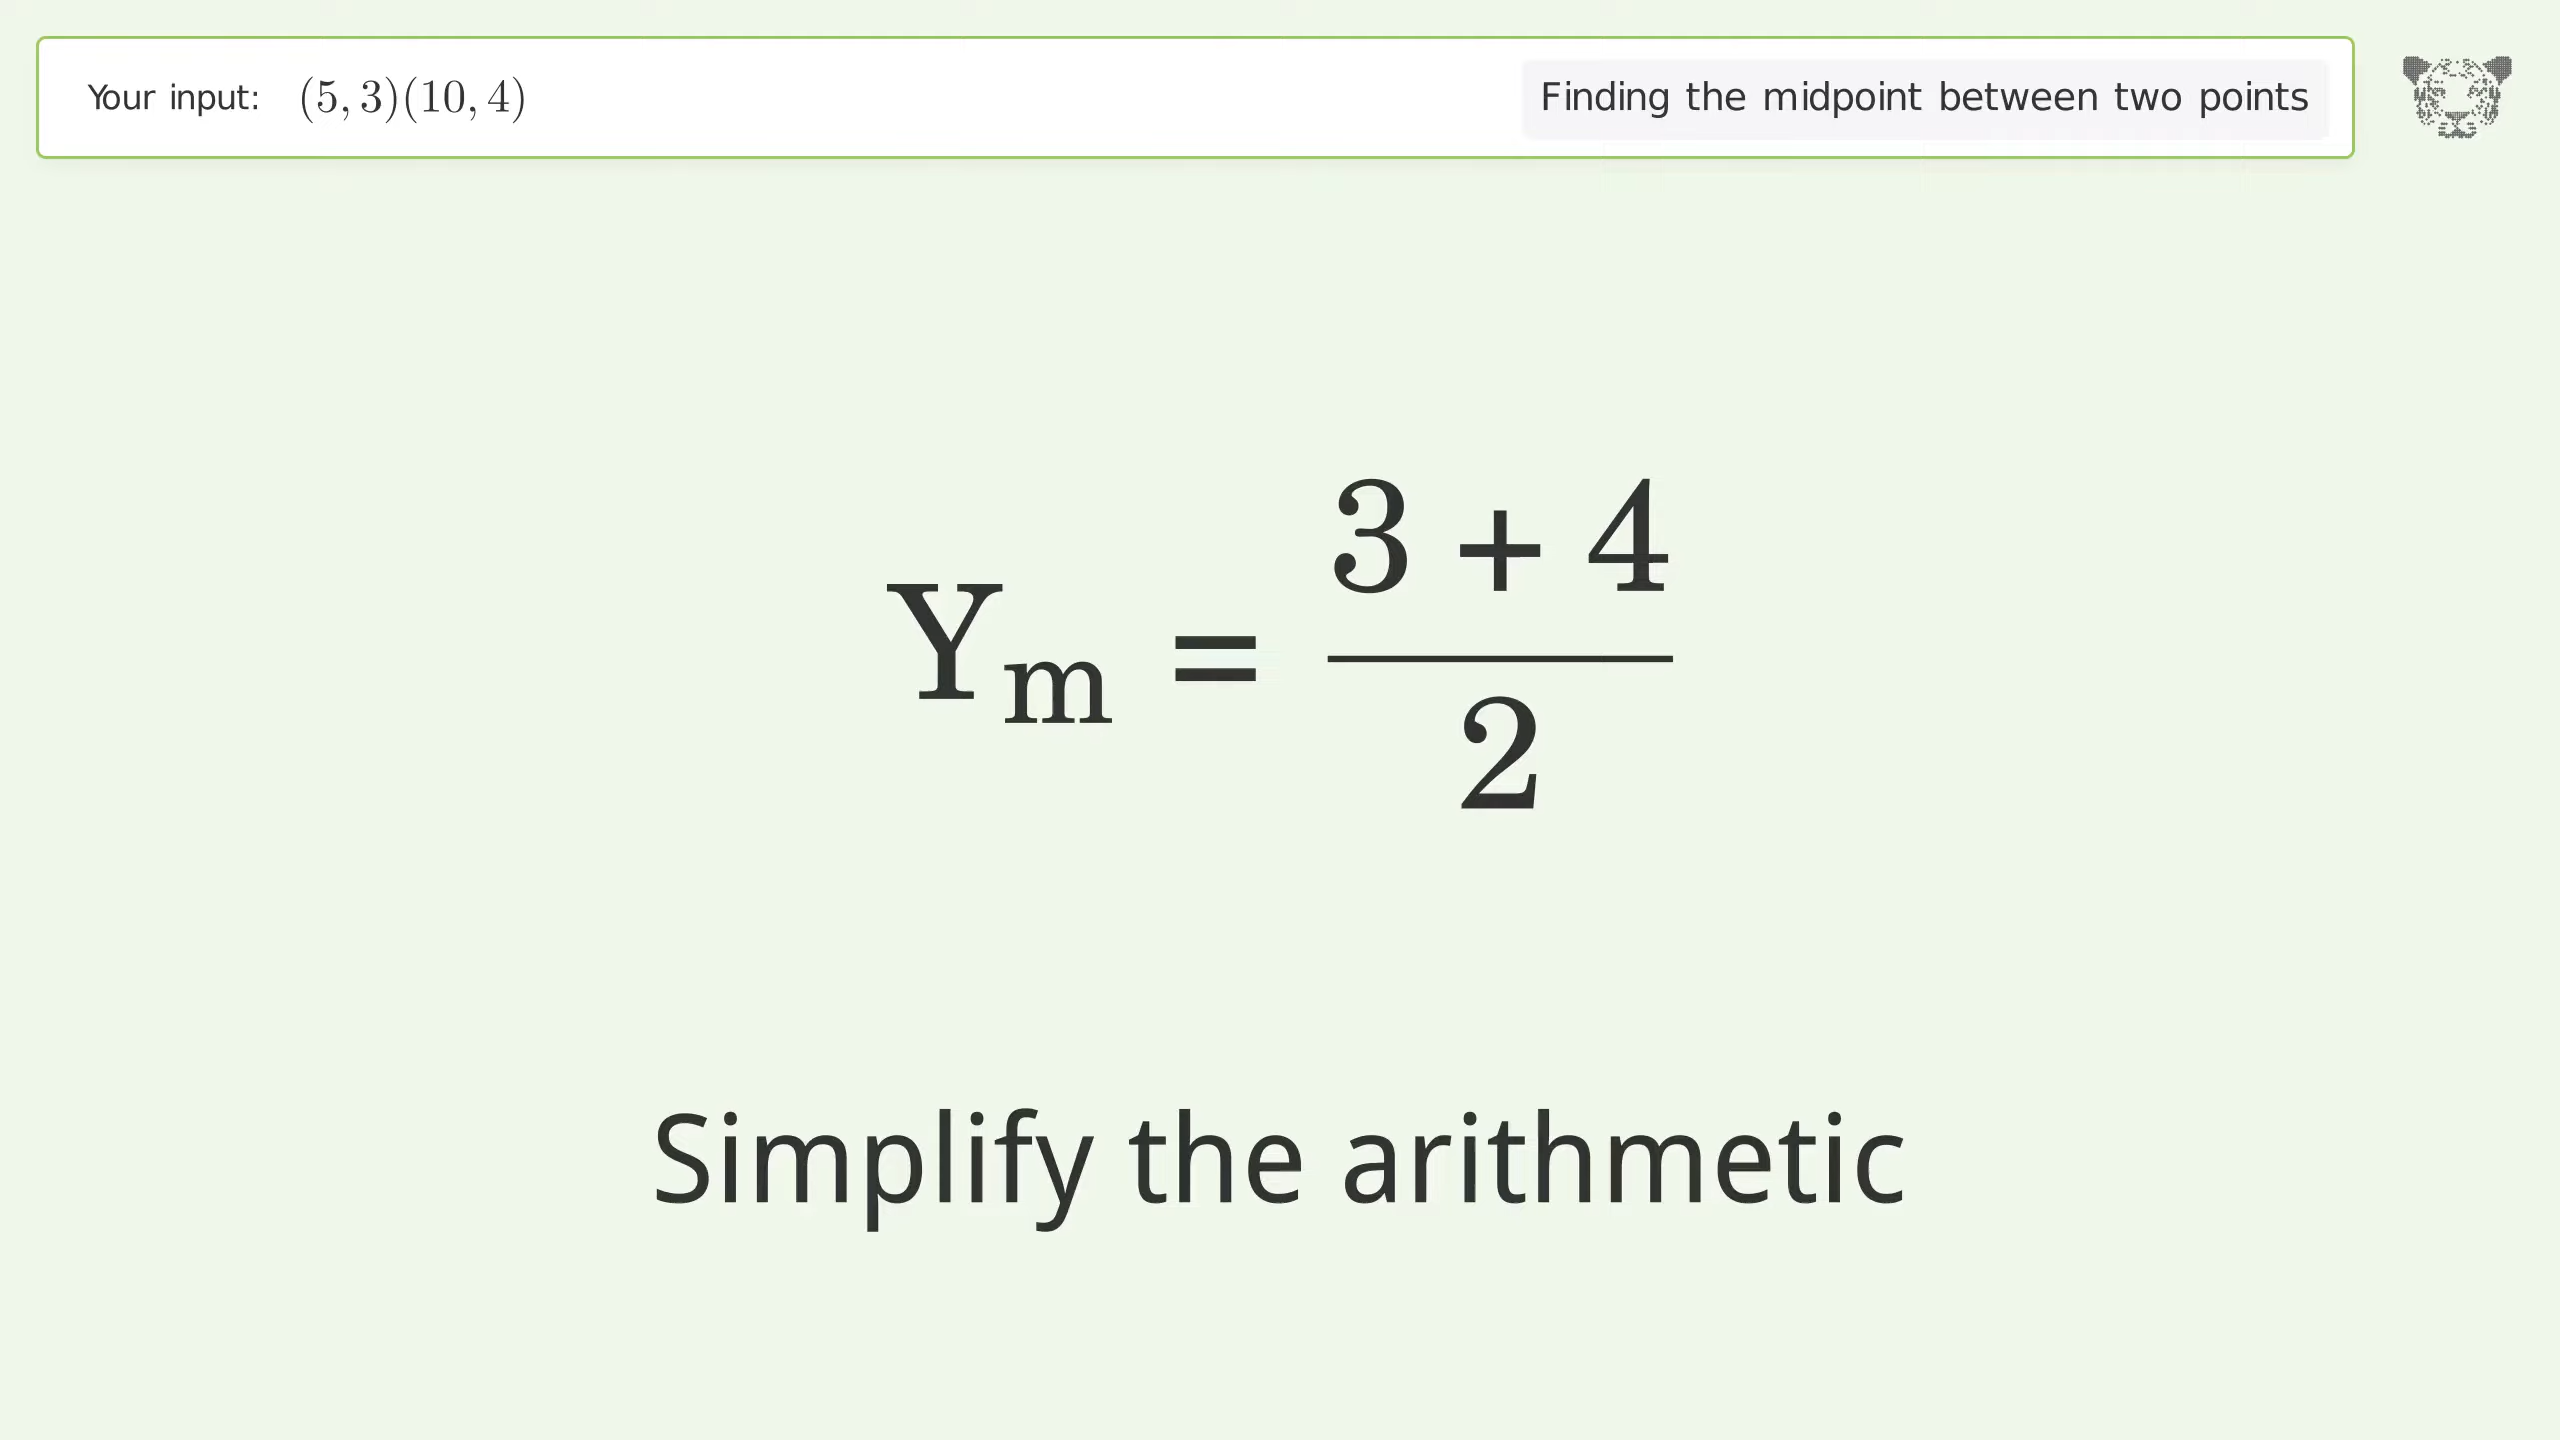 Your input: (5, 3)(10, 4)
Finding the midpoint between two points
Yₘ = (3 + 4)/2
Simplify the arithmetic